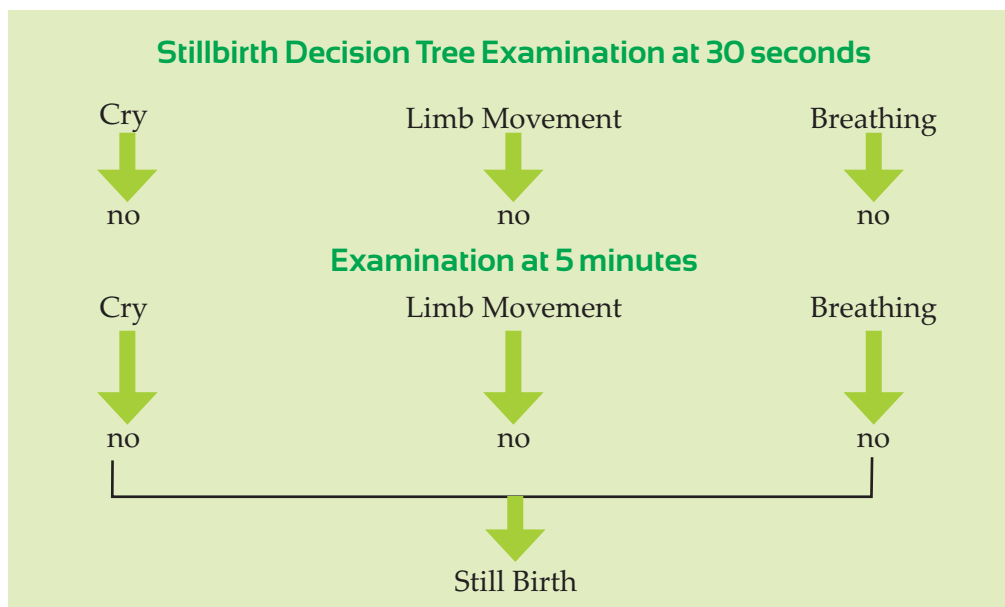 Stillbirth Decision Tree Examination at 30 seconds
Cry Limb Movement Breathing
no no no
Examination at 5 minutes
Cry Limb Movement Breathing
no no no
Still Birth